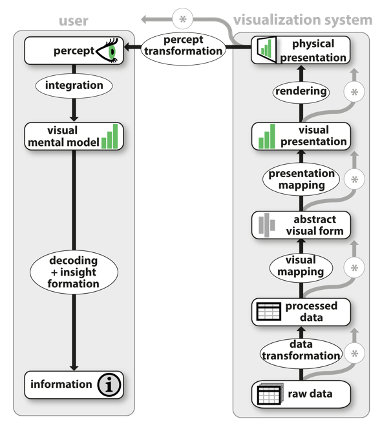 user
visualization system
*
percept
percept
transformation
physical
presentation
integration
rendering
*
visual
mental model
visual
presentation
presentation
mapping
*
abstract
visual form
decoding
+ insight
formation
visual
mapping
*
processed
data
data
transformation
*
information
i
raw data